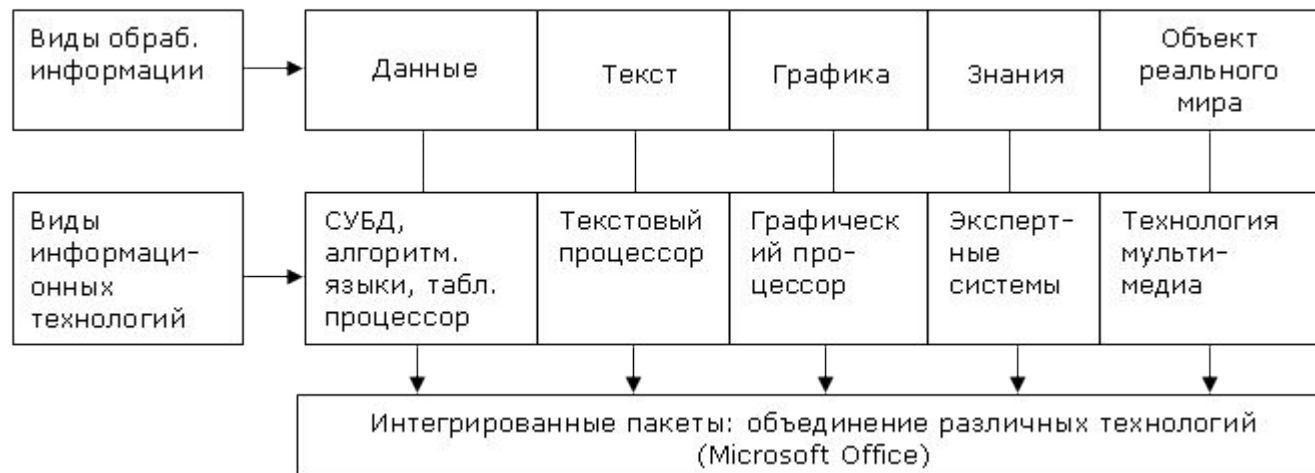 Виды обраб.
информации
Данные
Текст
Графика
Знания
Объект
реального
мира
Виды
информаци-
онных
технологий
СУБД,
алгоритм.
языки, табл.
процессор
Текстовый
процессор
Графическ
ий про-
цессор
Эксперт-
ные
системы
Технология
мульти-
медиа
Интегрированные пакеты: объединение различных технологий
(Microsoft Office)